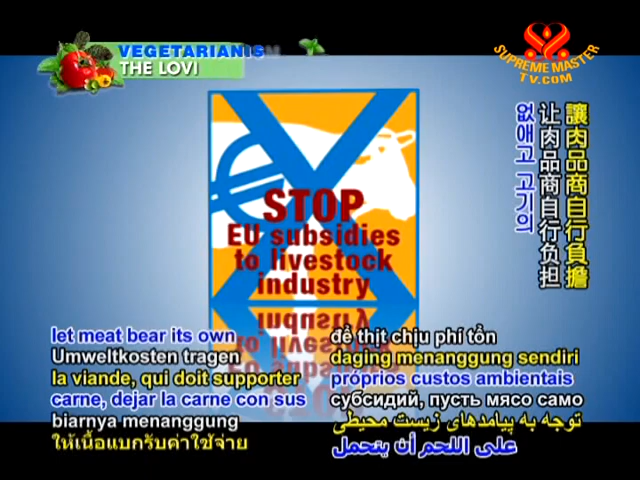 VEGETARIANISM
THE LOVI
SUPREME MASTER
TV.COM
STOP
EU subsidies
to livestock
industry
讓肉品商自行負擔
让肉品商自行负担
없애고 고기의
let meat bear its own
Umweltkosten tragen
la viande, qui doit supporter
carne, dejar la carne con sus
biarnya menanggung
ให้เนื้อแบกรับค่าใช้จ่าย
để thịt chịu phí tổn
daging menanggung sendiri
próprios custos ambientais
субсидий, пусть мясо само
توجه به پیامدهای زیست محیطی
على اللحم أن يتحمل